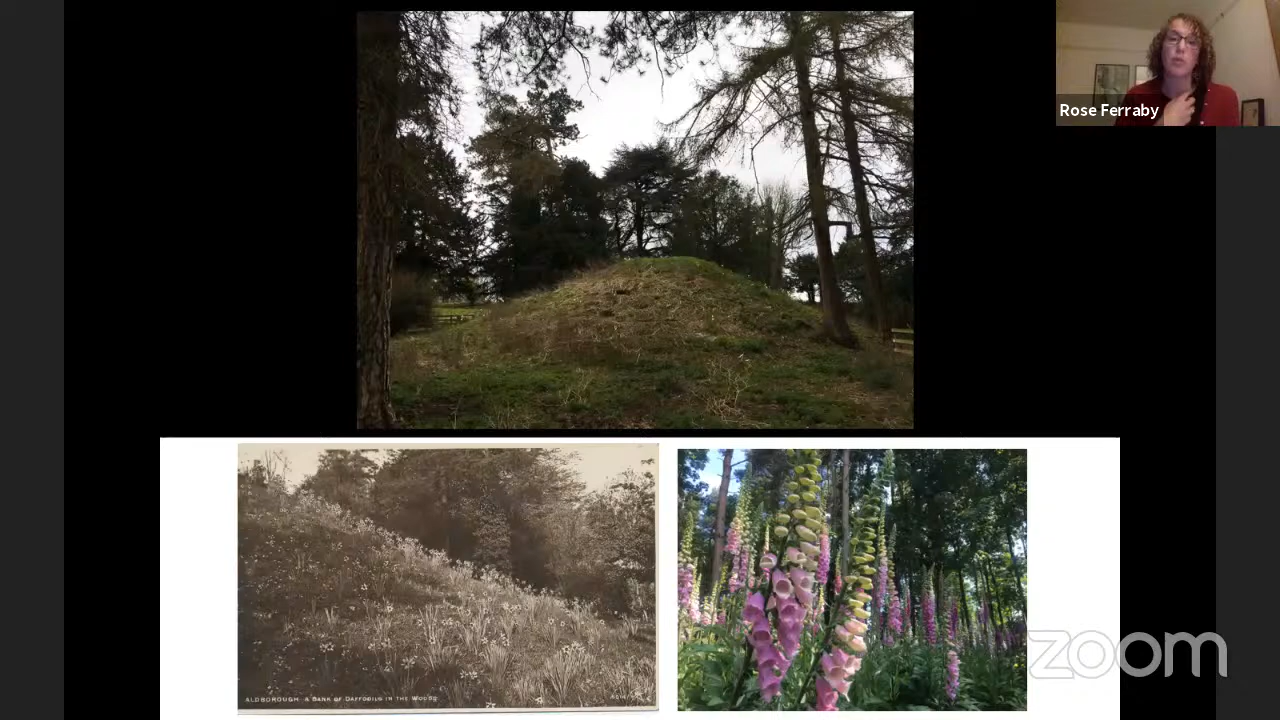 Rose Ferraby
ALDBOROUGH. A BANK OF DAFFODILS IN THE WOODS.
zoom